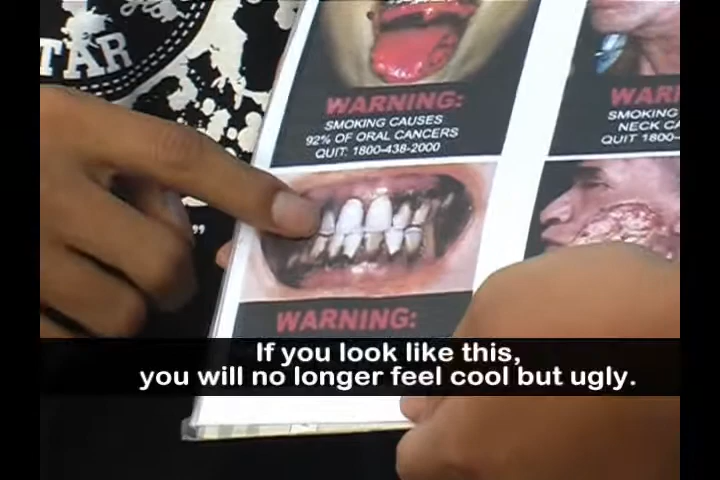 TAR
"
WARNING:
SMOKING CAUSES
92% OF ORAL CANCERS
QUIT: 1800-438-2000
SMOKING
NECK
QUIT 1800-
WARNING:
If you look like this,
you will no longer feel cool but ugly.